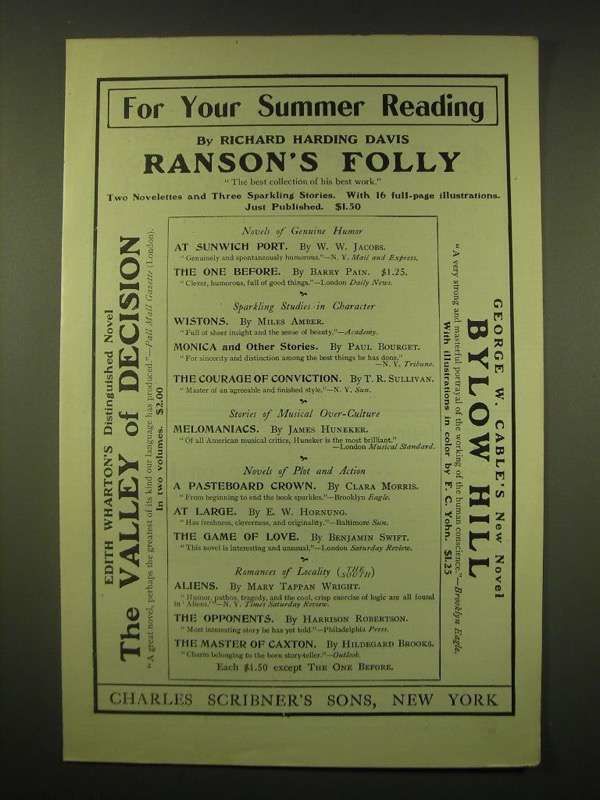 For Your Summer Reading
By RICHARD HARDING DAVIS
RANSON'S FOLLY
"The best collection of his best work."
Two Novelettes and Three Sparkling Stories. With 16 full-page illustrations.
Just Published. $1.50
EDITH WHARTON'S Distinguished Novel
The VALLEY of DECISION
"A great novel, perhaps the greatest of its kind our language has produced."—Pall Mall Gazette (London).
In two volumes. $2.00
Novels of Genuine Humor
AT SUNWICH PORT. By W. W. JACOBS.
"Genuinely and spontaneously humorous."—N. Y. Mail and Express.
THE ONE BEFORE. By BARRY PAIN. $1.25.
"Clever, humorous, full of good things."—London Daily News.
Sparkling Studies in Character
WISTONS. By MILES AMBER.
"Full of sheer insight and the sense of beauty."—Academy.
MONICA and Other Stories. By PAUL BOURGET.
"For sincerity and distinction among the best things he has done."
—N. Y. Tribune.
THE COURAGE OF CONVICTION. By T. R. SULLIVAN.
"Master of an agreeable and finished style."—N. Y. Sun.
Stories of Musical Over-Culture
MELOMANIACS. By JAMES HUNEKER.
"Of all American musical critics, Huneker is the most brilliant."
—London Musical Standard.
Novels of Plot and Action
A PASTEBOARD CROWN. By CLARA MORRIS.
"From beginning to end the book sparkles."—Brooklyn Eagle.
AT LARGE. By E. W. HORNUNG.
"Has freshness, cleverness, and originality."—Baltimore Sun.
THE GAME OF LOVE. By BENJAMIN SWIFT.
"This novel is interesting and unusual."—London Saturday Review.
Romances of Locality (THE SOUTH)
ALIENS. By MARY TAPPAN WRIGHT.
"Humor, pathos, tragedy, and the cool, crisp exercise of logic are all found
in 'Aliens.'"—N. Y. Times Saturday Review.
THE OPPONENTS. By HARRISON ROBERTSON.
"Most interesting story he has yet told."—Philadelphia Press.
THE MASTER OF CAXTON. By HILDEGARD BROOKS.
"Charm belonging to the born story-teller."—Outlook.
Each $1.50 except THE ONE BEFORE.
GEORGE W. CABLE'S New Novel
BYLOW HILL
"A very strong and masterful portrayal of the working of the human conscience."—Brooklyn Eagle.
With illustrations in color by F. C. Yohn. $1.25
CHARLES SCRIBNER'S SONS, NEW YORK